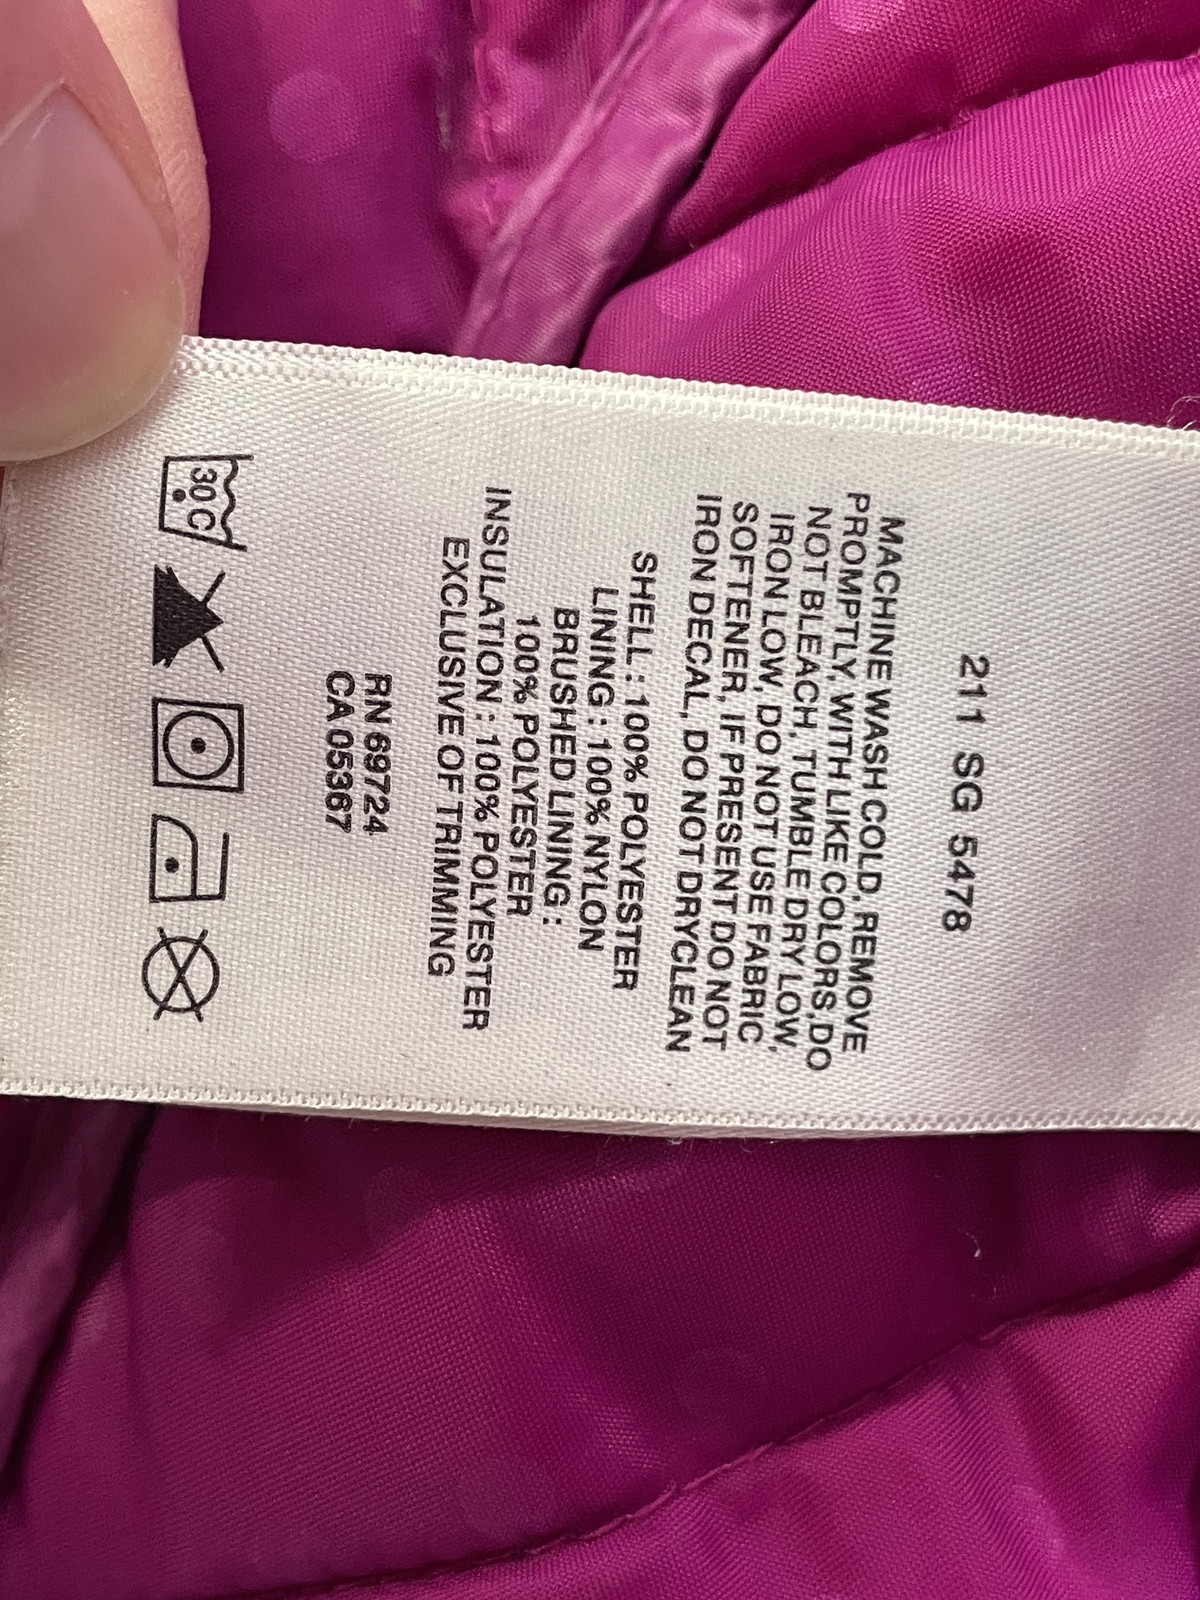 211 SG 5478
MACHINE WASH COLD, REMOVE
PROMPTLY, WITH LIKE COLORS,DO
NOT BLEACH, TUMBLE DRY LOW,
IRON LOW, DO NOT USE FABRIC
SOFTENER, IF PRESENT DO NOT
IRON DECAL, DO NOT DRYCLEAN
SHELL : 100% POLYESTER
LINING : 100% NYLON
BRUSHED LINING :
100% POLYESTER
INSULATION : 100% POLYESTER
EXCLUSIVE OF TRIMMING
RN 69724
CA 05367
30 C